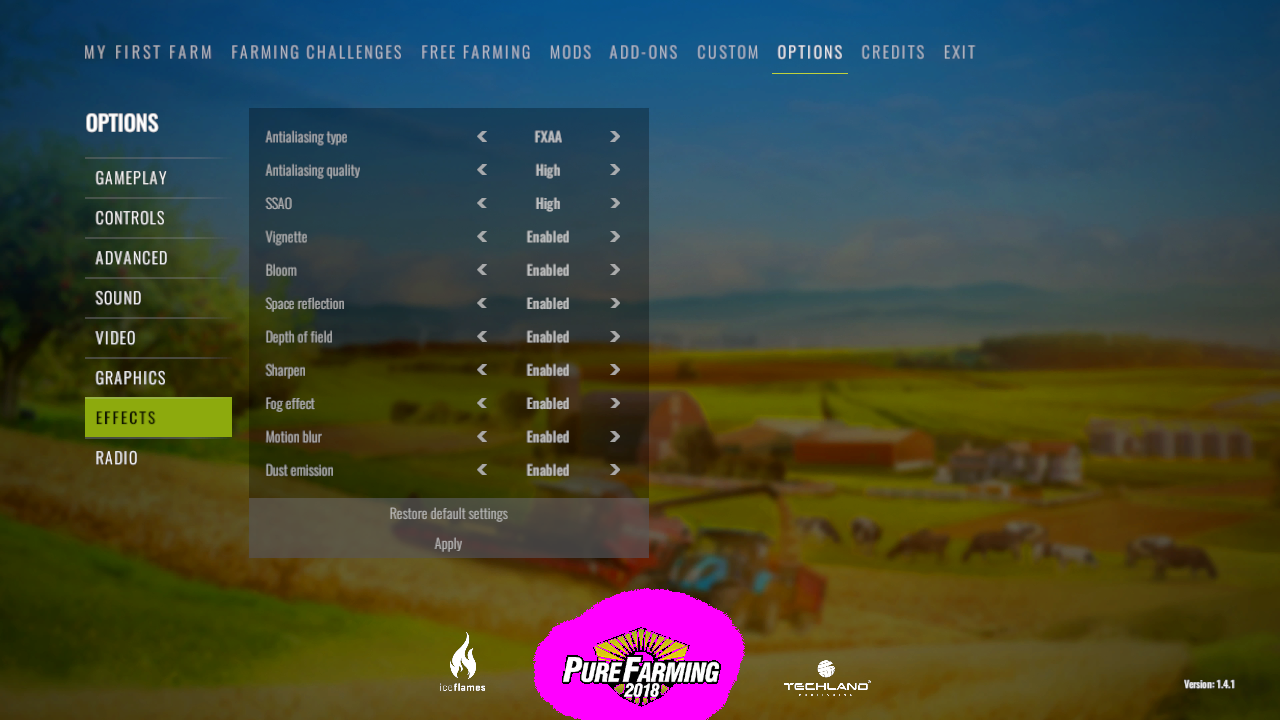 MY FIRST FARM FARMING CHALLENGES FREE FARMING MODS ADD-ONS CUSTOM OPTIONS CREDITS EXIT
OPTIONS
GAMEPLAY
CONTROLS
ADVANCED
SOUND
VIDEO
GRAPHICS
EFFECTS
RADIO
Antialiasing type FXAA
Antialiasing quality High
SSAO High
Vignette Enabled
Bloom Enabled
Space reflection Enabled
Depth of field Enabled
Sharpen Enabled
Fog effect Enabled
Motion blur Enabled
Dust emission Enabled
Restore default settings
Apply
iceflames
PURE FARMING
2018
TECHLAND
PUBLISHING
Version: 1.4.1